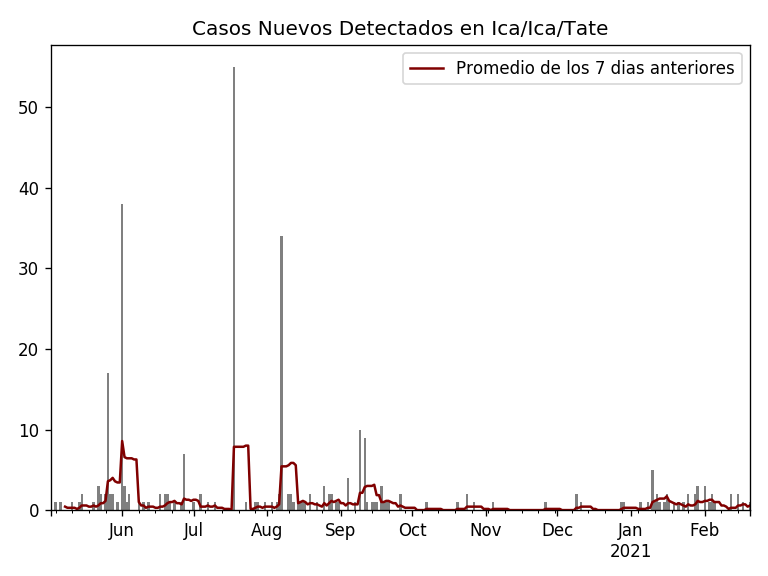 Casos Nuevos Detectados en Ica/Ica/Tate
Promedio de los 7 dias anteriores
50
40
30
20
10
0
Jun Jul Aug Sep Oct Nov Dec Jan Feb
2021